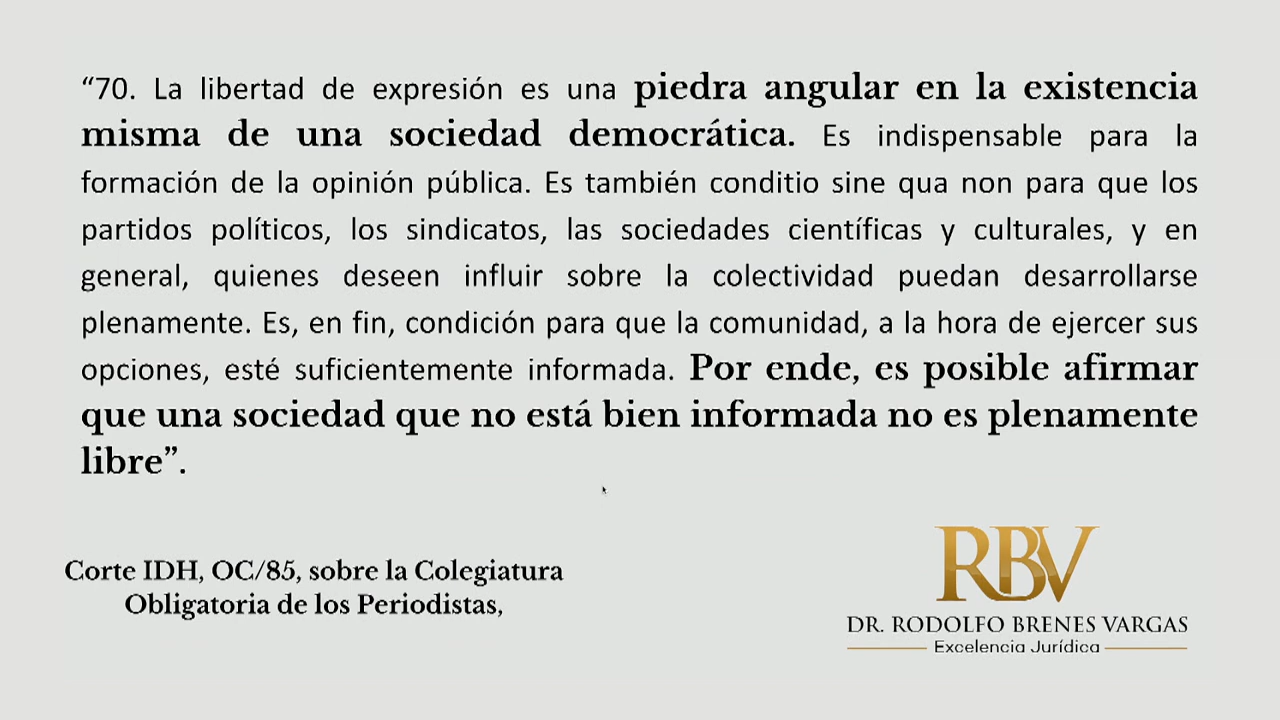 “70. La libertad de expresión es una piedra angular en la existencia
misma de una sociedad democrática. Es indispensable para la
formación de la opinión pública. Es también conditio sine qua non para que los
partidos políticos, los sindicatos, las sociedades científicas y culturales, y en
general, quienes deseen influir sobre la colectividad puedan desarrollarse
plenamente. Es, en fin, condición para que la comunidad, a la hora de ejercer sus
opciones, esté suficientemente informada. Por ende, es posible afirmar
que una sociedad que no está bien informada no es plenamente
libre”.
Corte IDH, OC/85, sobre la Colegiatura
Obligatoria de los Periodistas,
RBV
DR. RODOLFO BRENES VARGAS
Excelencia Jurídica